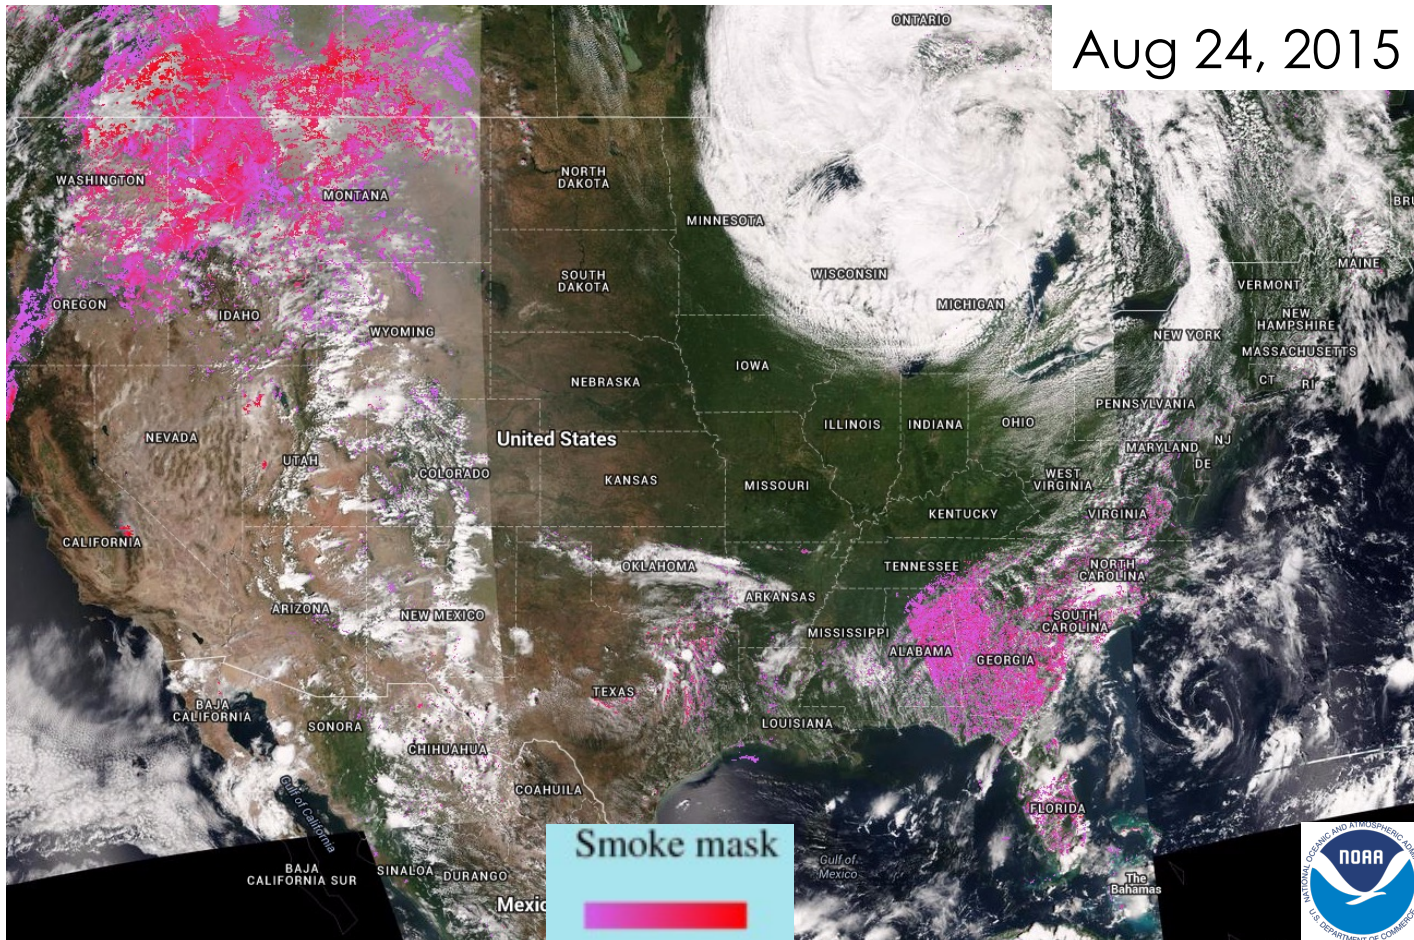 ONTARIO
Aug 24, 2015
WASHINGTON
MONTANA
NORTH
DAKOTA
MINNESOTA
BRU
OREGON
IDAHO
WYOMING
SOUTH
DAKOTA
WISCONSIN
MICHIGAN
MAINE
VERMONT
NEW
HAMPSHIRE
NEW YORK
MASSACHUSETTS
CT
RI
NEBRASKA
IOWA
NEVADA
UTAH
COLORADO
United States
KANSAS
MISSOURI
ILLINOIS
INDIANA
OHIO
PENNSYLVANIA
MARYLAND
NJ
DE
WEST
VIRGINIA
KENTUCKY
VIRGINIA
CALIFORNIA
ARIZONA
NEW MEXICO
OKLAHOMA
ARKANSAS
TENNESSEE
NORTH
CAROLINA
SOUTH
CAROLINA
MISSISSIPPI
ALABAMA
GEORGIA
BAJA
CALIFORNIA
SONORA
CHIHUAHUA
TEXAS
LOUISIANA
COAHUILA
Gulf of California
FLORIDA
BAJA
CALIFORNIA SUR
SINALOA
DURANGO
Mexic
Smoke mask
Gulf of
Mexico
The
Bahamas
NATIONAL OCEANIC AND ATMOSPHERIC ADM
NOAA
U.S. DEPARTMENT OF COMMERCE